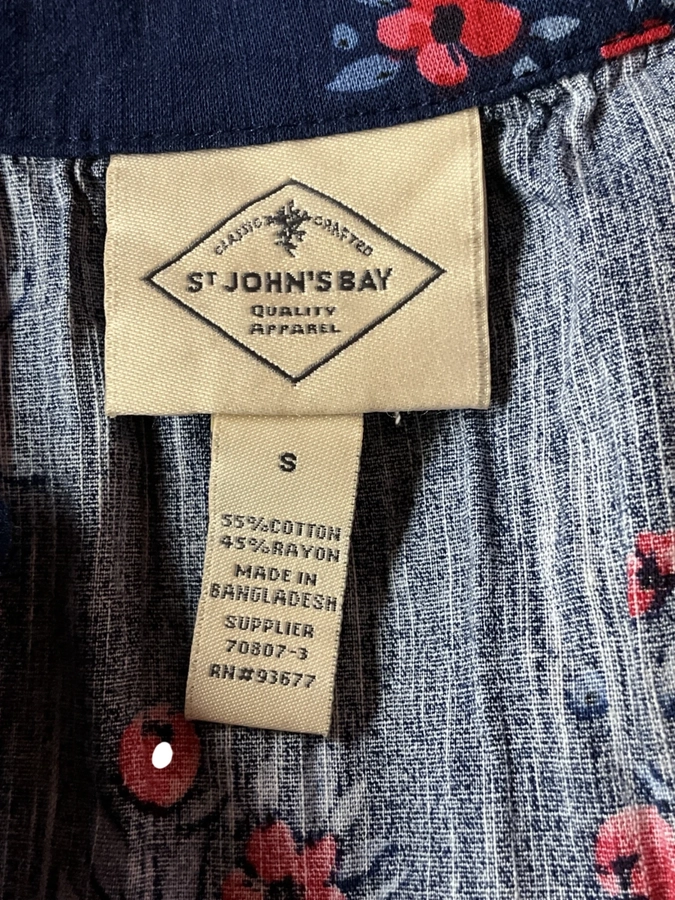 CLASSIC CRAFTED
ST JOHN'S BAY
QUALITY
APPAREL
S
55%COTTON
45%RAYON
MADE IN
BANGLADESH
SUPPLIER
70807-3
RN#93677